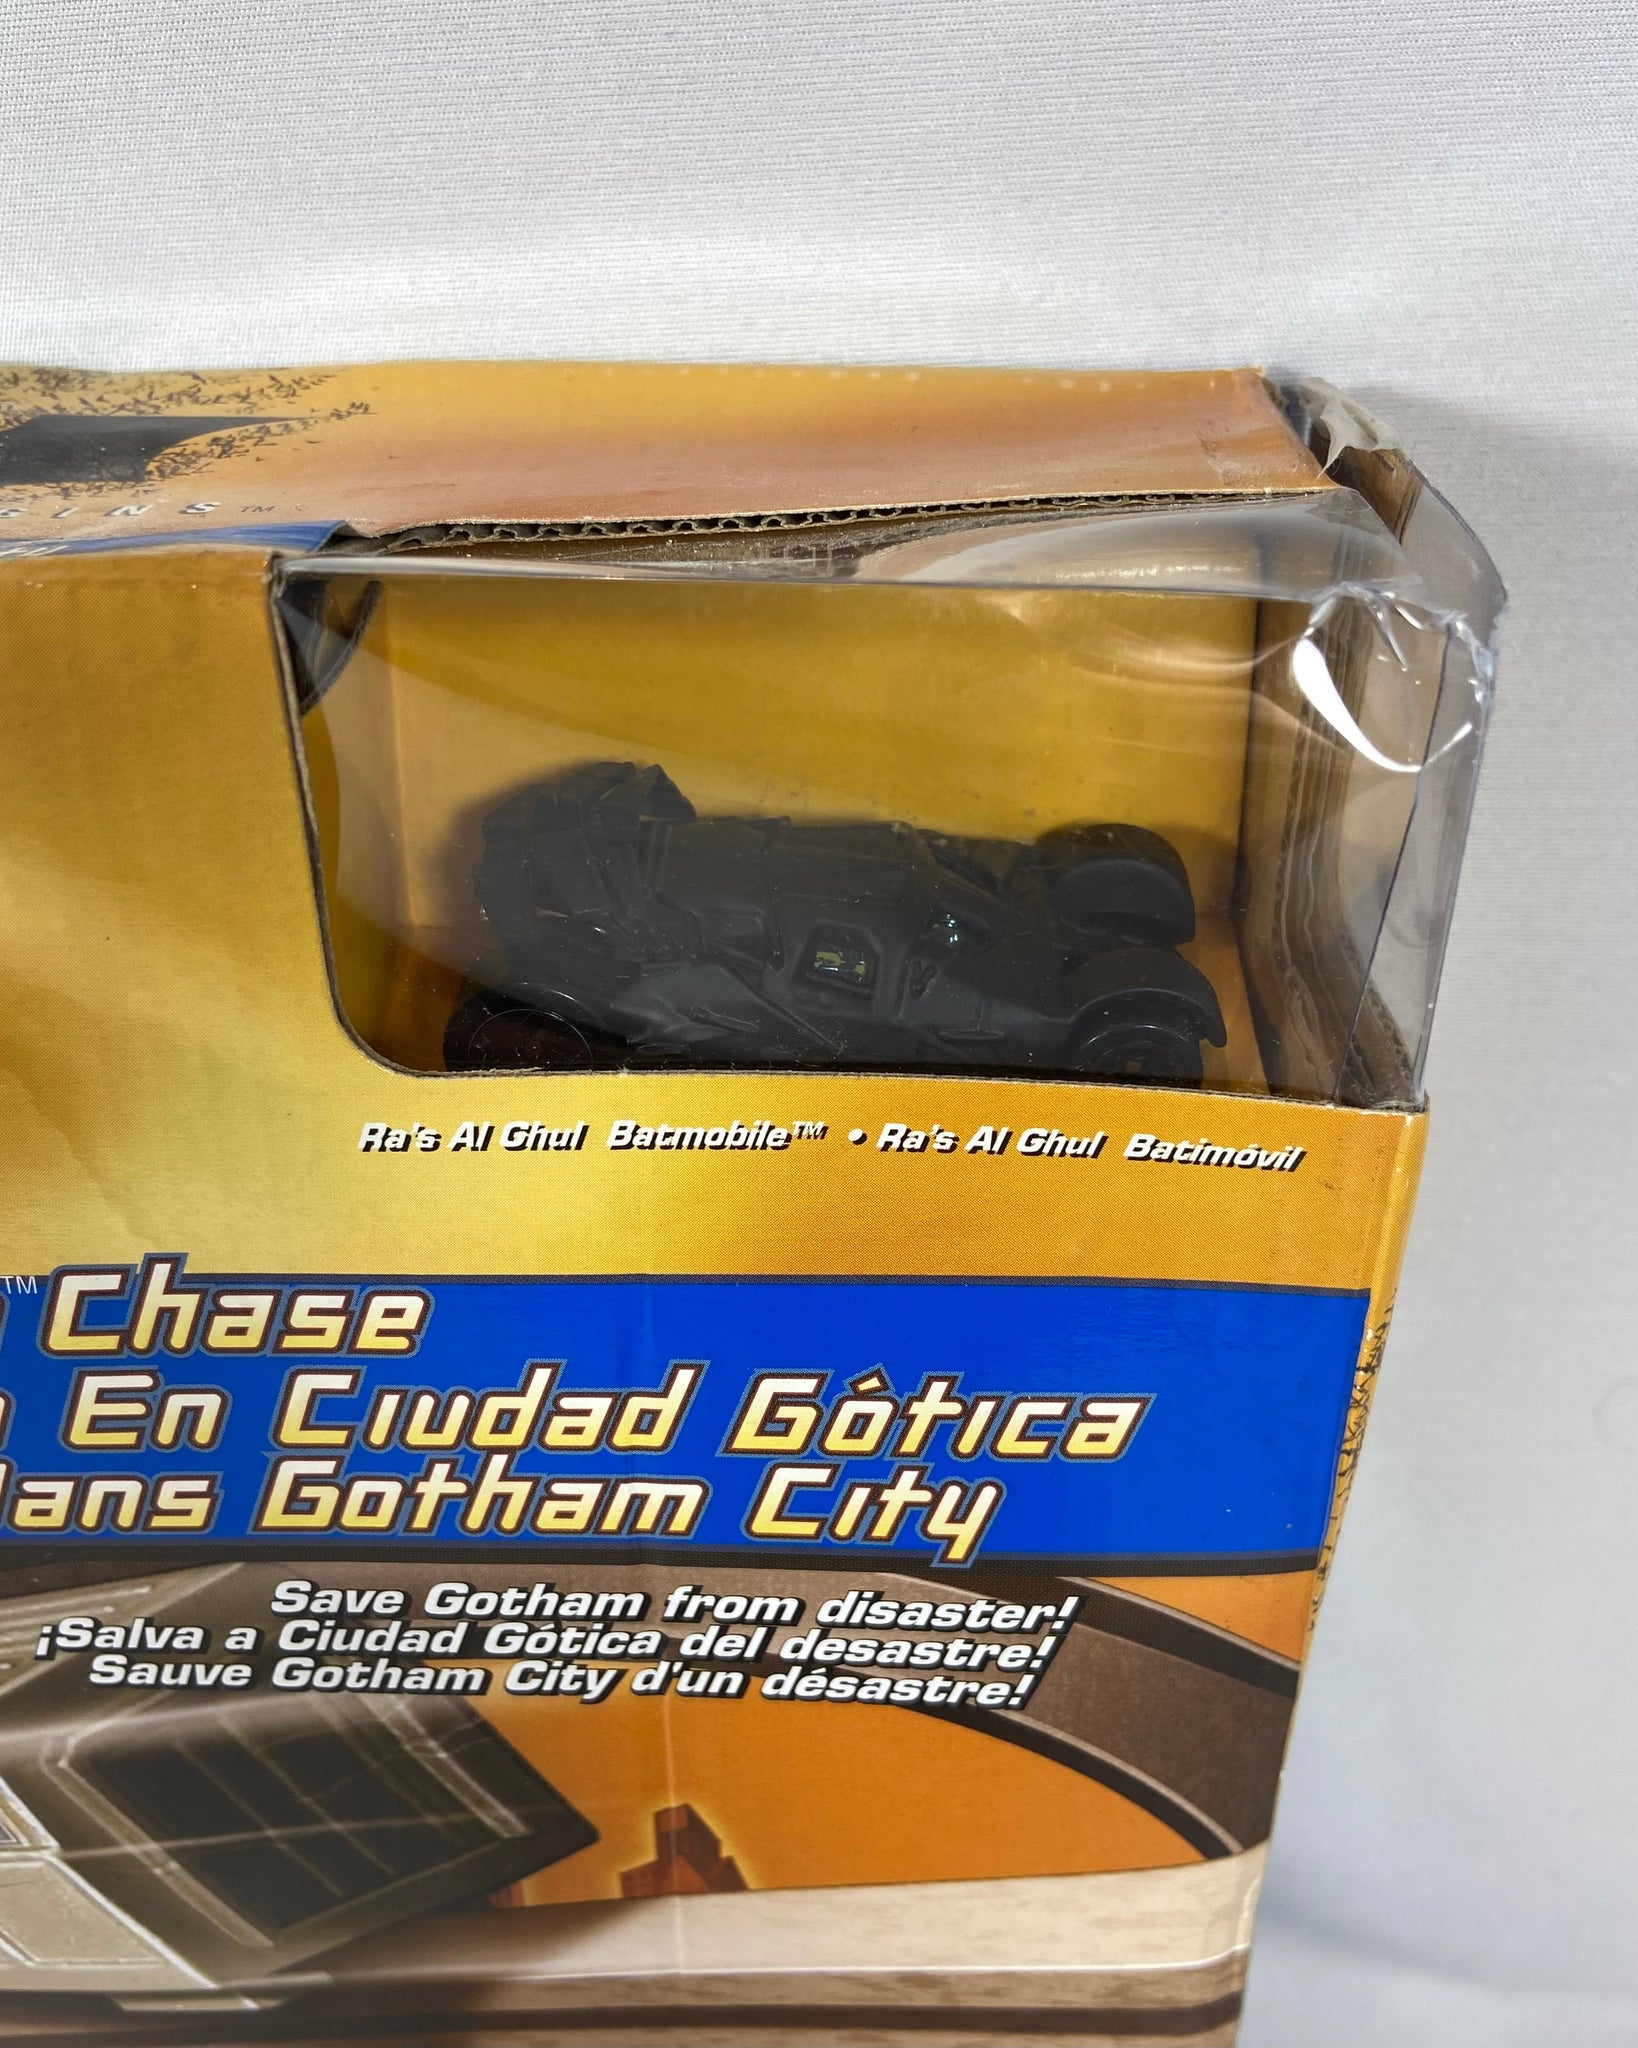 Ra's Al Ghul Batmobile™ • Ra's Al Ghul Batimóvil
™ Chase
En Ciudad Gótica
Gotham City
Save Gotham from disaster!
¡Salva a Ciudad Gótica del desastre!
Sauve Gotham City d'un désastre!